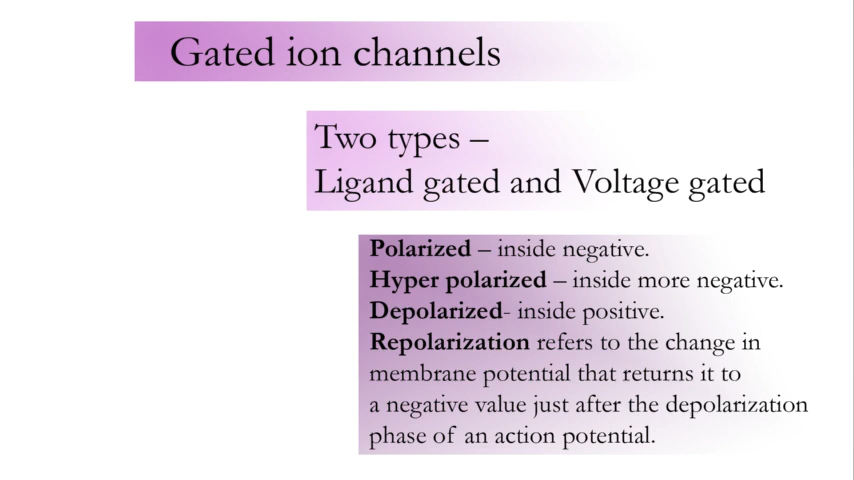 Gated ion channels
Two types –
Ligand gated and Voltage gated
Polarized – inside negative.
Hyper polarized – inside more negative.
Depolarized- inside positive.
Repolarization refers to the change in
membrane potential that returns it to
a negative value just after the depolarization
phase of an action potential.